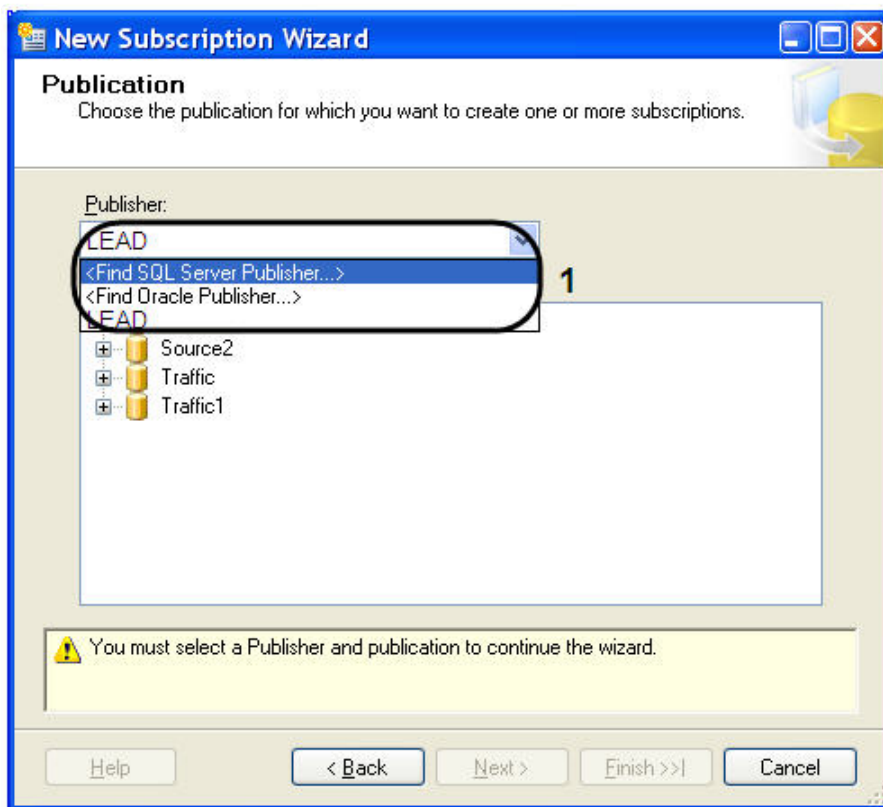 New Subscription Wizard
Publication
Choose the publication for which you want to create one or more subscriptions.
Publisher:
LEAD
<Find SQL Server Publisher...>
<Find Oracle Publisher...>
1
LEAD
Source2
Traffic
Traffic1
You must select a Publisher and publication to continue the wizard.
Help
< Back
Next >
Finish >>|
Cancel